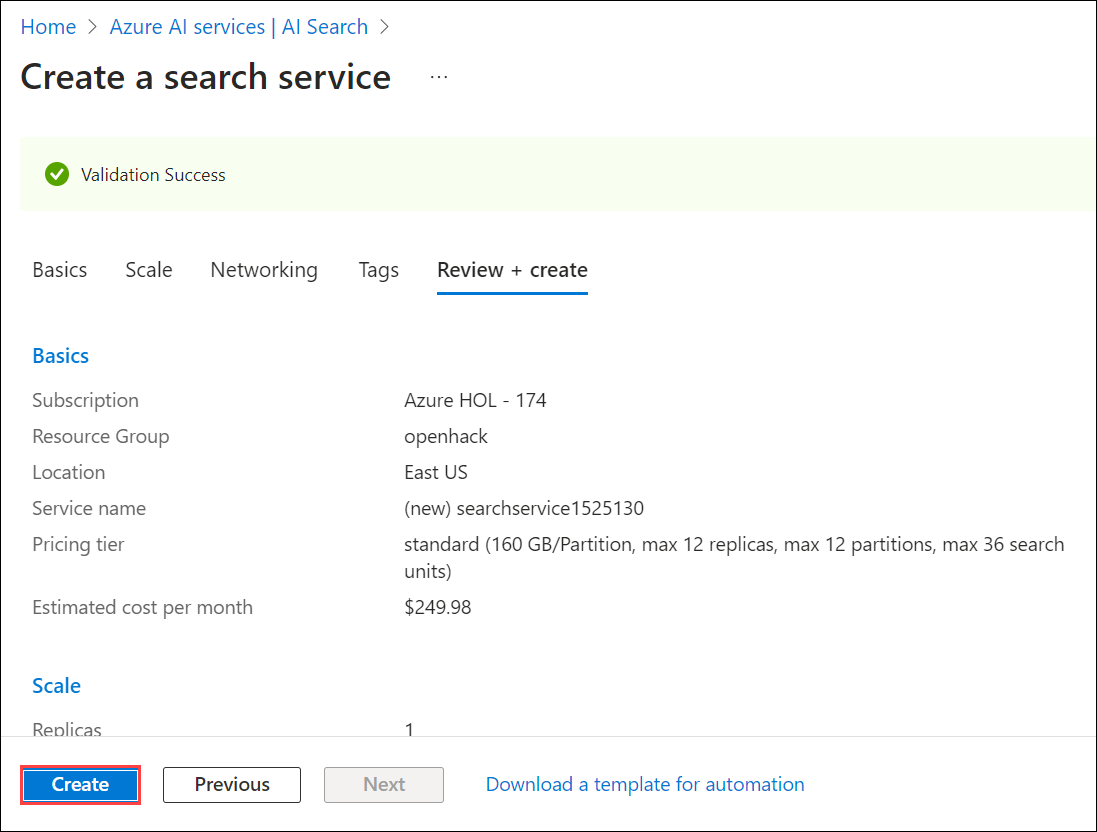 Home > Azure AI services | AI Search >
Create a search service ...
Validation Success
Basics Scale Networking Tags Review + create
Basics
Subscription Azure HOL - 174
Resource Group openhack
Location East US
Service name (new) searchservice1525130
Pricing tier standard (160 GB/Partition, max 12 replicas, max 12 partitions, max 36 search
units)
Estimated cost per month $249.98
Scale
Replicas 1
Create Previous Next Download a template for automation